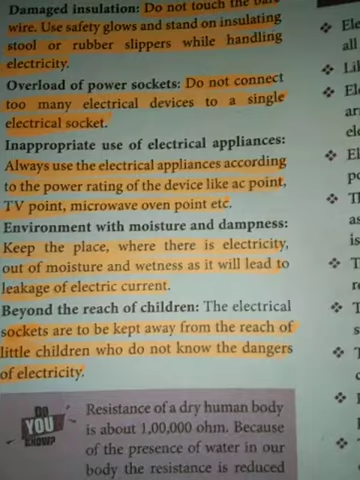 Damaged insulation: Do not touch the bare
wire. Use safety glows and stand on insulating
stool or rubber slippers while handling
electricity.
Overload of power sockets: Do not connect
too many electrical devices to a single
electrical socket.
Inappropriate use of electrical appliances:
Always use the electrical appliances according
to the power rating of the device like ac point,
TV point, microwave oven point etc.
Environment with moisture and dampness:
Keep the place, where there is electricity,
out of moisture and wetness as it will lead to
leakage of electric current.
Beyond the reach of children: The electrical
sockets are to be kept away from the reach of
little children who do not know the dangers
of electricity.
DO
YOU
KNOW?
Resistance of a dry human body
is about 1,00,000 ohm. Because
of the presence of water in our
body the resistance is reduced